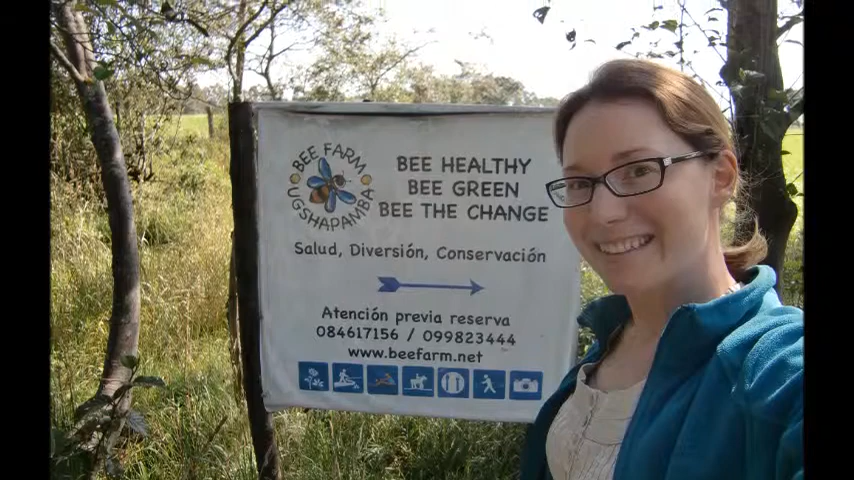 BEE FARM
UGSHAPAMBA
BEE HEALTHY
BEE GREEN
BEE THE CHANGE
Salud, Diversión, Conservación
Atención previa reserva
084617156 / 099823444
www.beefarm.net